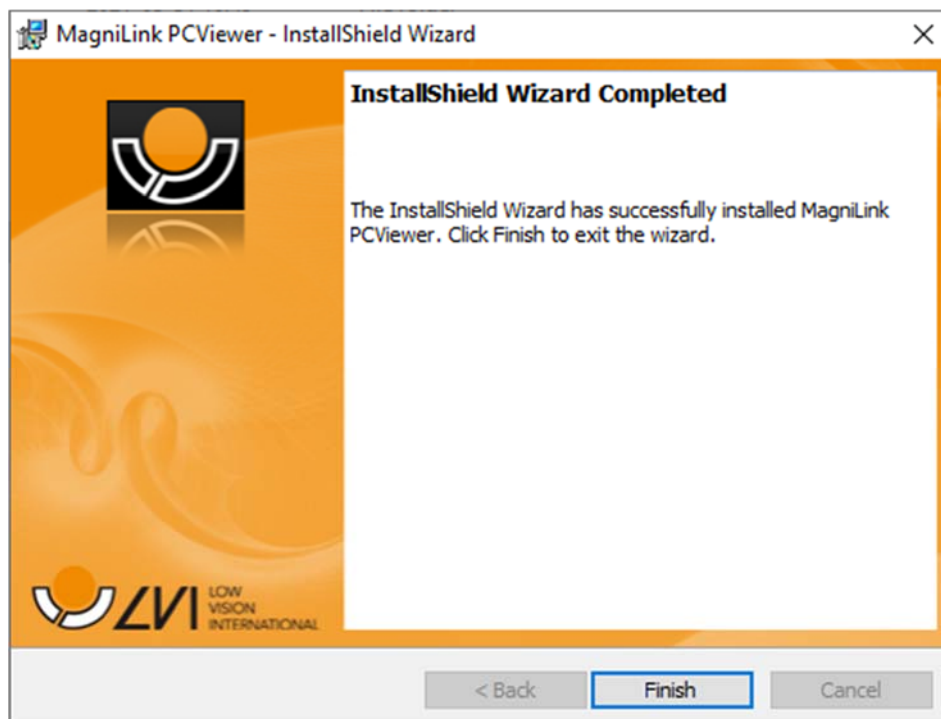 MagniLink PCViewer - InstallShield Wizard
InstallShield Wizard Completed
The InstallShield Wizard has successfully installed MagniLink
PCViewer. Click Finish to exit the wizard.
LVI
LOW
VISION
INTERNATIONAL
< Back
Finish
Cancel